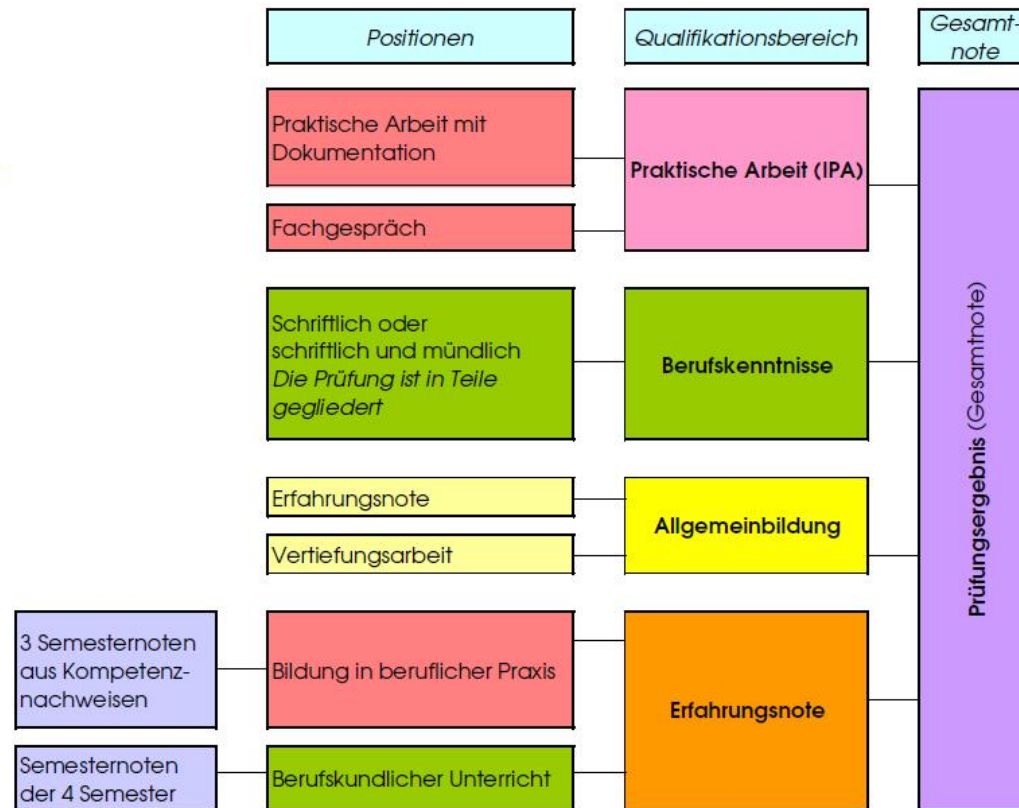 Positionen
Qualifikationsbereich
Gesamt-
note
Praktische Arbeit mit
Dokumentation
Fachgespräch
Praktische Arbeit (IPA)
Schriftlich oder
schriftlich und mündlich
Die Prüfung ist in Teile
gegliedert
Berufskenntnisse
Erfahrungsnote
Vertiefungsarbeit
Allgemeinbildung
3 Semesternoten
aus Kompetenz-
nachweisen
Bildung in beruflicher Praxis
Semesternoten
der 4 Semester
Berufskundlicher Unterricht
Erfahrungsnote
Prüfungsergebnis (Gesamtnote)